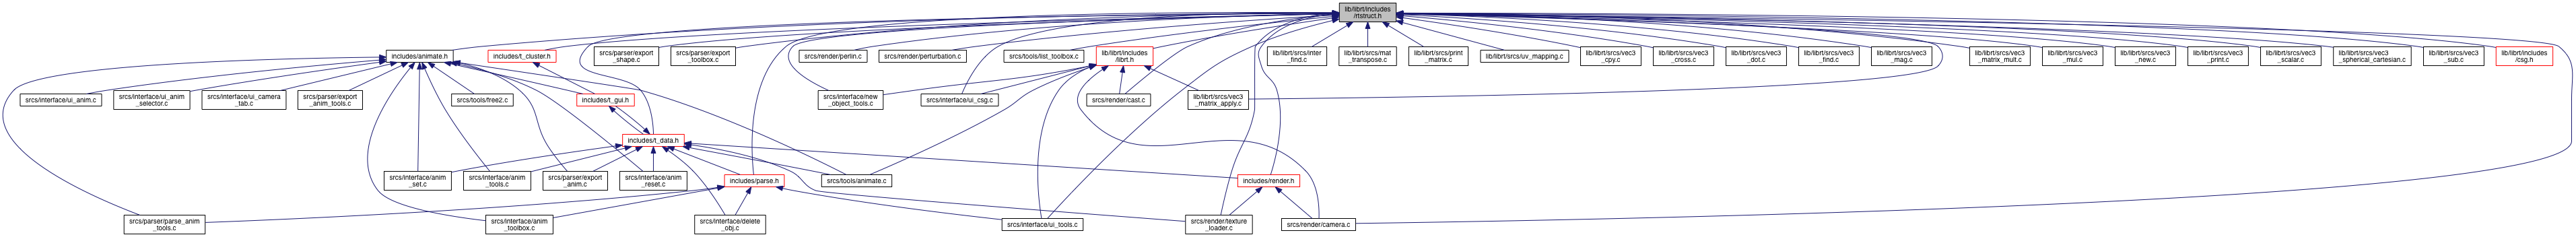 lib/librt/includes
/rtstruct.h
includes/animate.h
includes/t_cluster.h
srcs/parser/export
_shape.c
srcs/parser/export
_toolbox.c
srcs/render/perlin.c
srcs/render/perturbation.c
srcs/tools/list_toolbox.c
lib/librt/includes
/librt.h
lib/librt/srcs/inter
_find.c
lib/librt/srcs/mat
_transpose.c
lib/librt/srcs/print
_matrix.c
lib/librt/srcs/uv_mapping.c
lib/librt/srcs/vec3
_cpy.c
lib/librt/srcs/vec3
_cross.c
lib/librt/srcs/vec3
_dot.c
lib/librt/srcs/vec3
_find.c
lib/librt/srcs/vec3
_mag.c
lib/librt/srcs/vec3
_matrix_mult.c
lib/librt/srcs/vec3
_mul.c
lib/librt/srcs/vec3
_new.c
lib/librt/srcs/vec3
_print.c
lib/librt/srcs/vec3
_scalar.c
lib/librt/srcs/vec3
_spherical_cartesian.c
lib/librt/srcs/vec3
_sub.c
lib/librt/includes
/csg.h
srcs/interface/ui_anim.c
srcs/interface/ui_anim
_selector.c
srcs/interface/ui_camera
_tab.c
srcs/parser/export
_anim_tools.c
srcs/tools/free2.c
includes/t_gui.h
srcs/interface/new
_object_tools.c
srcs/interface/ui_csg.c
srcs/render/cast.c
lib/librt/srcs/vec3
_matrix_apply.c
includes/t_data.h
srcs/interface/anim
_set.c
srcs/interface/anim
_tools.c
srcs/parser/export
_anim.c
srcs/interface/anim
_reset.c
includes/parse.h
srcs/tools/animate.c
includes/render.h
srcs/parser/parse_anim
_tools.c
srcs/interface/anim
_toolbox.c
srcs/interface/delete
_obj.c
srcs/interface/ui_tools.c
srcs/render/texture
_loader.c
srcs/render/camera.c